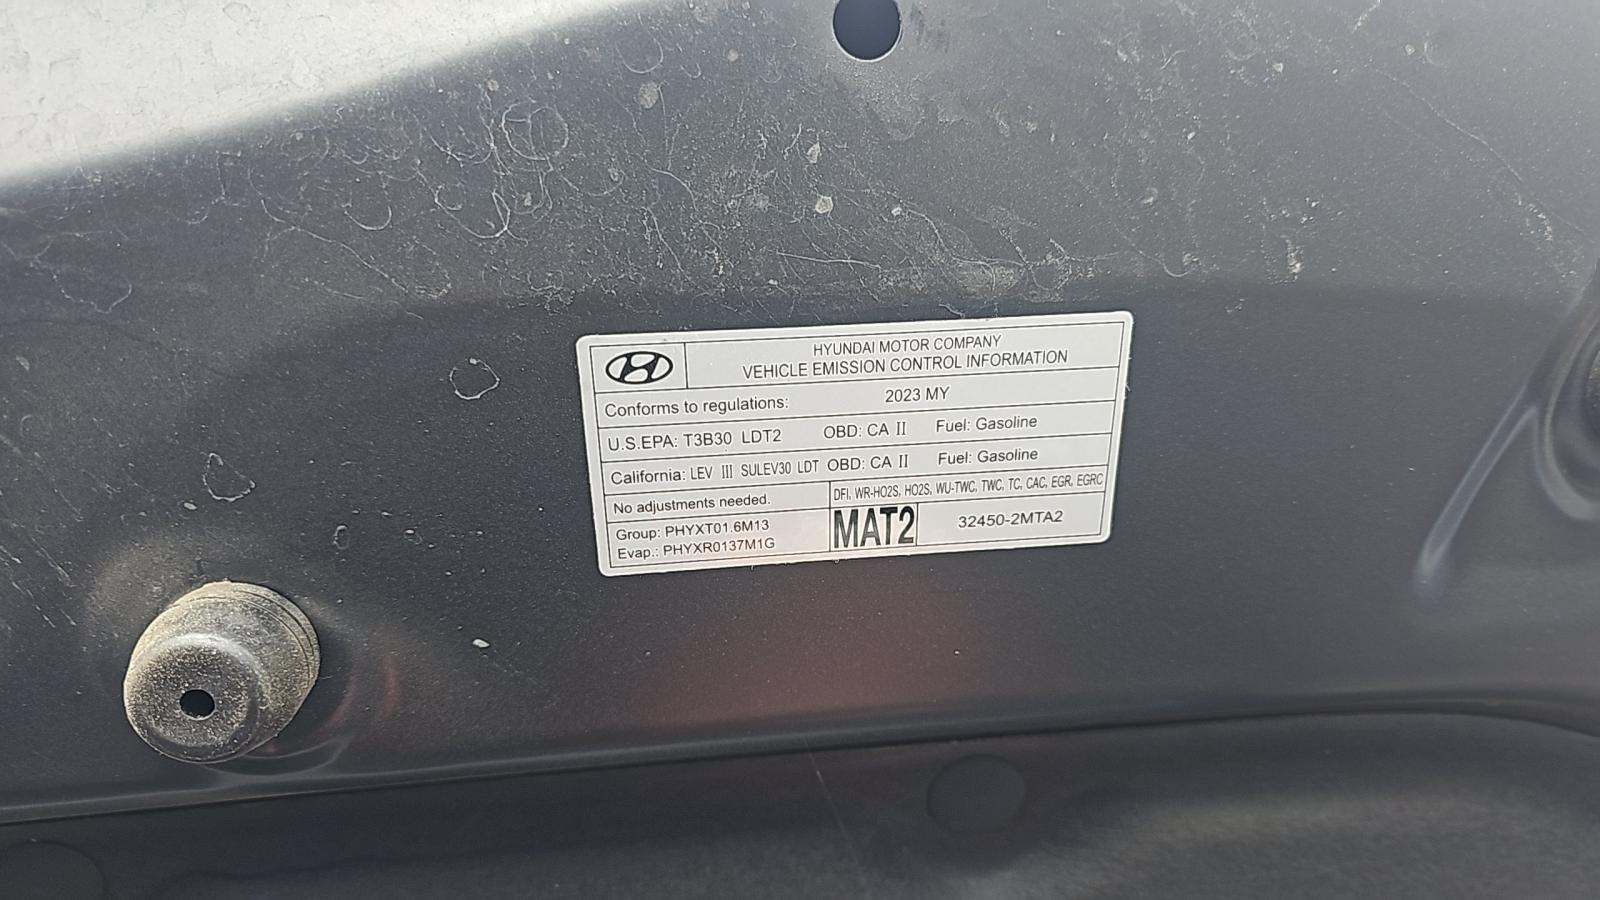 HYUNDAI MOTOR COMPANY
VEHICLE EMISSION CONTROL INFORMATION
Conforms to regulations: 2023 MY
U.S.EPA: T3B30 LDT2 OBD: CA II Fuel: Gasoline
California: LEV III SULEV30 LDT OBD: CA II Fuel: Gasoline
No adjustments needed.
DFI, WR-HO2S, HO2S, WU-TWC, TWC, TC, CAC, EGR, EGRC
Group: PHYXT01.6M13
Evap.: PHYXR0137M1G
MAT2
32450-2MTA2